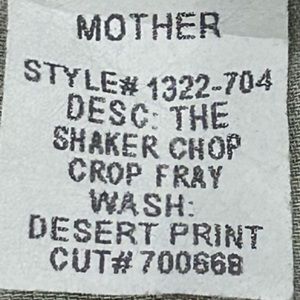 MOTHER
STYLE# 1322-704
DESC: THE
SHAKER CHOP
CROP FRAY
WASH:
DESERT PRINT
CUT# 700668